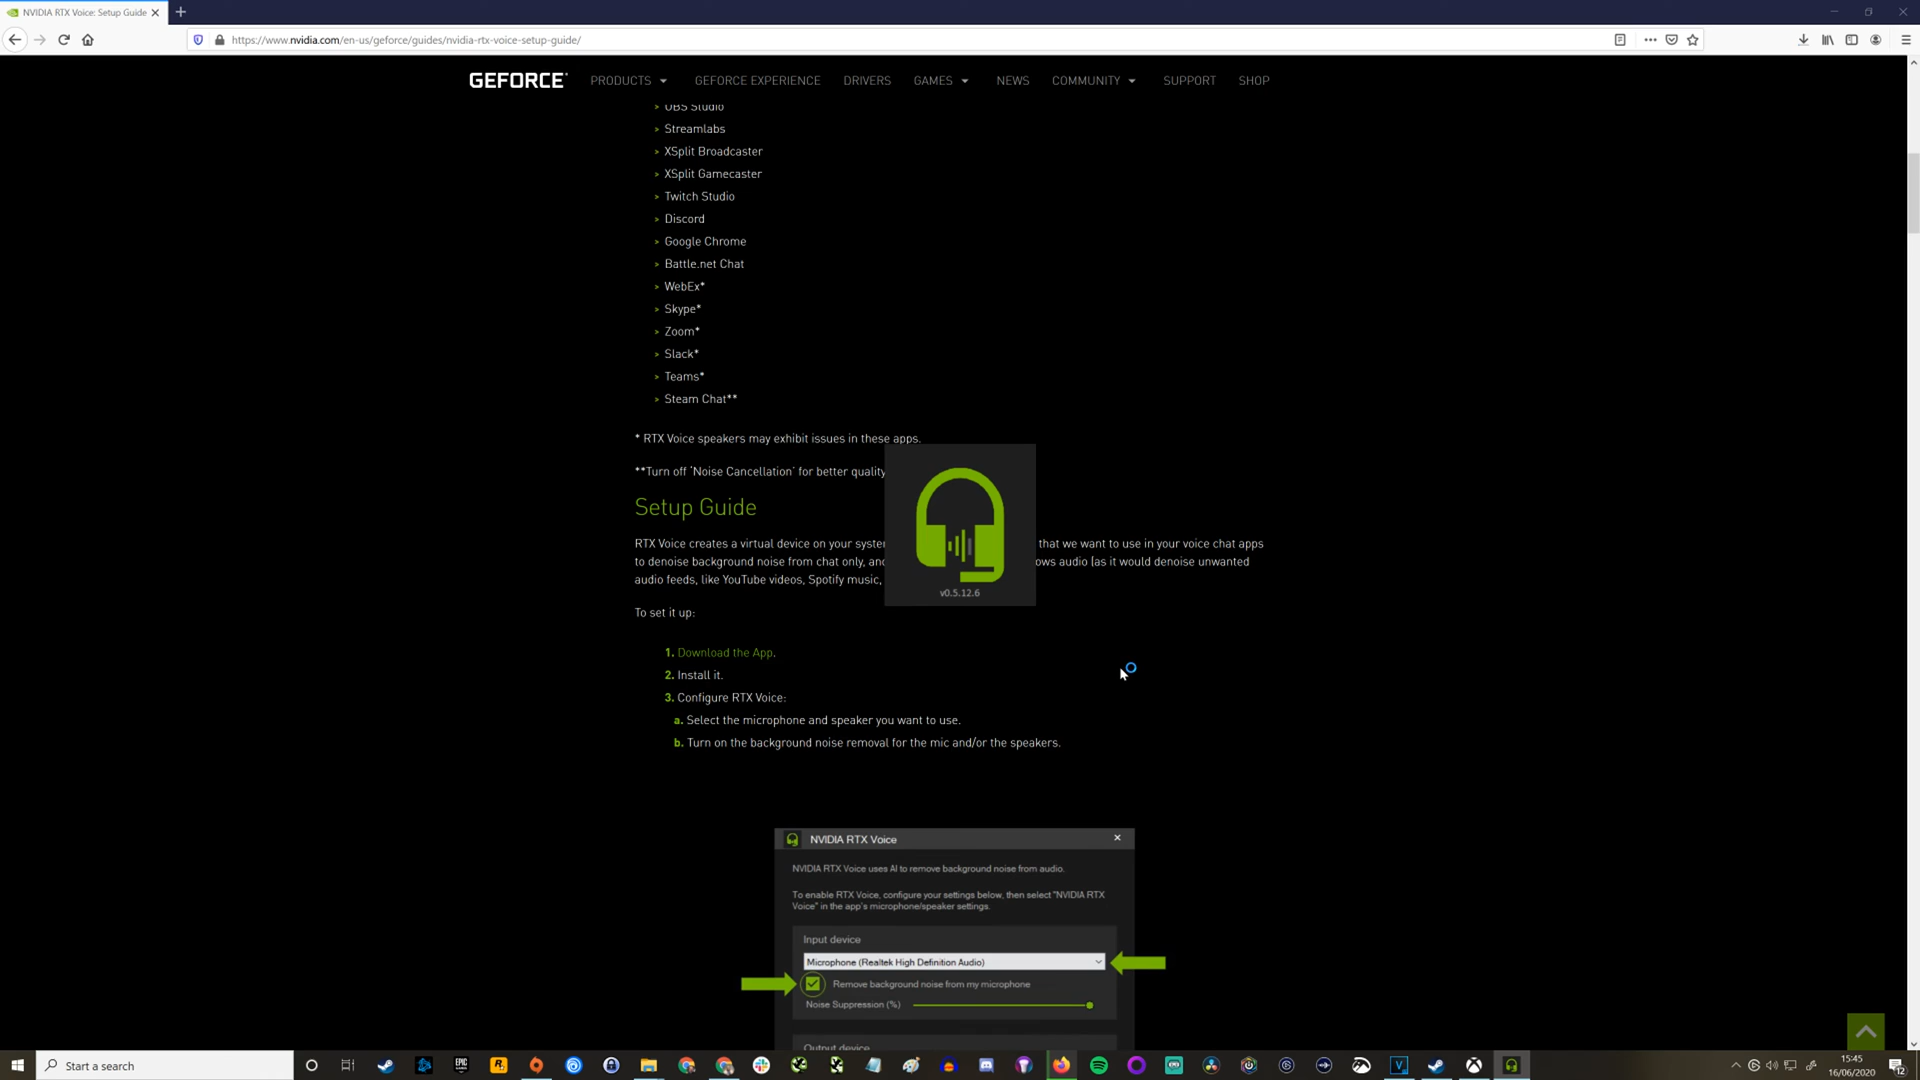 NVIDIA RTX Voice: Setup Guide
https://www.nvidia.com/en-us/geforce/guides/nvidia-rtx-voice-setup-guide/
GEFORCE PRODUCTS GEFORCE EXPERIENCE DRIVERS GAMES NEWS COMMUNITY SUPPORT SHOP
> OBS Studio
> Streamlabs
> XSplit Broadcaster
> XSplit Gamecaster
> Twitch Studio
> Discord
> Google Chrome
> Battle.net Chat
> WebEx*
> Skype*
> Zoom*
> Slack*
> Teams*
> Steam Chat**
* RTX Voice speakers may exhibit issues in these apps.
**Turn off 'Noise Cancellation' for better quality
v0.5.12.6
Setup Guide
RTX Voice creates a virtual device on your syste that we want to use in your voice chat apps
to denoise background noise from chat only, and ows audio (as it would denoise unwanted
audio feeds, like YouTube videos, Spotify music,
To set it up:
1. Download the App.
2. Install it.
3. Configure RTX Voice:
a. Select the microphone and speaker you want to use.
b. Turn on the background noise removal for the mic and/or the speakers.
NVIDIA RTX Voice
NVIDIA RTX Voice uses AI to remove background noise from audio.
To enable RTX Voice, configure your settings below, then select "NVIDIA RTX
Voice" in the app's microphone/speaker settings.
Input device
Microphone (Realtek High Definition Audio)
Remove background noise from my microphone
Noise Suppression (%)
Output device
Start a search
EPIC
15:45
16/06/2020
12